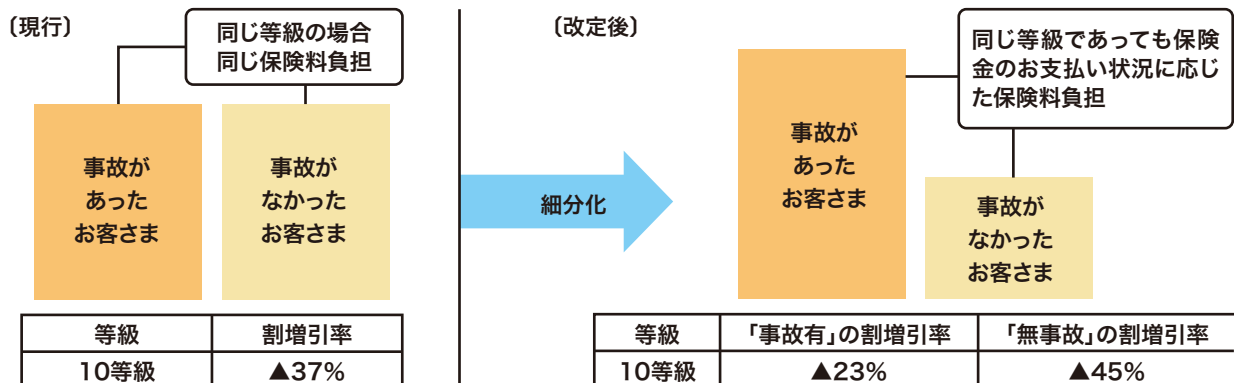 〔現行〕
同じ等級の場合
同じ保険料負担
事故が
あった
お客さま
事故が
なかった
お客さま
等級 割増引率
10等級 ▲37%
細分化
〔改定後〕
同じ等級であっても保険
金のお支払い状況に応じ
た保険料負担
事故が
あった
お客さま
事故が
なかった
お客さま
等級 「事故有」の割増引率 「無事故」の割増引率
10等級 ▲23% ▲45%